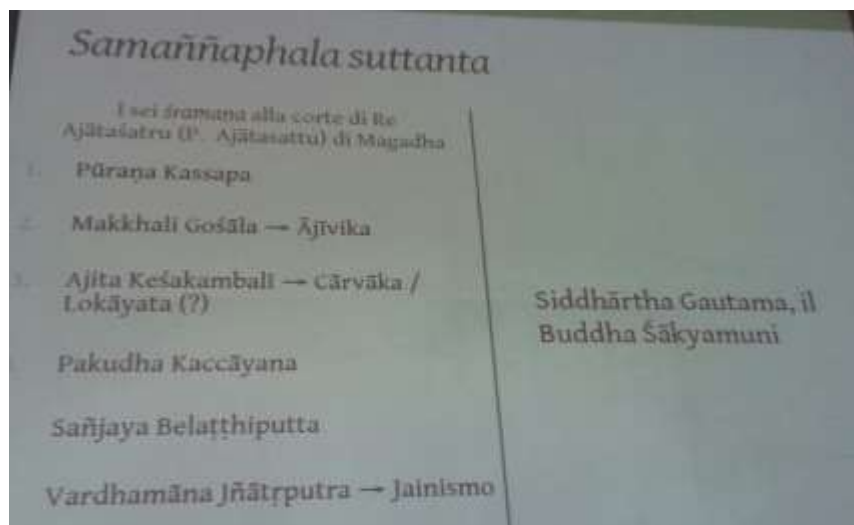 Samaññaphala suttanta
I sei śramaṇa alla corte di Re
Ajātaśatru (P. Ajātasattu) di Magadha
1. Pūraṇa Kassapa
2. Makkhali Gośāla → Ājīvika
3. Ajita Keśakambalī → Cārvāka /
Lokāyata (?)
Pakudha Kaccāyana
Sañjaya Belaṭṭhiputta
Vardhamāna Jñātṛputra → Jainismo
Siddhārtha Gautama, il
Buddha Śākyamuni